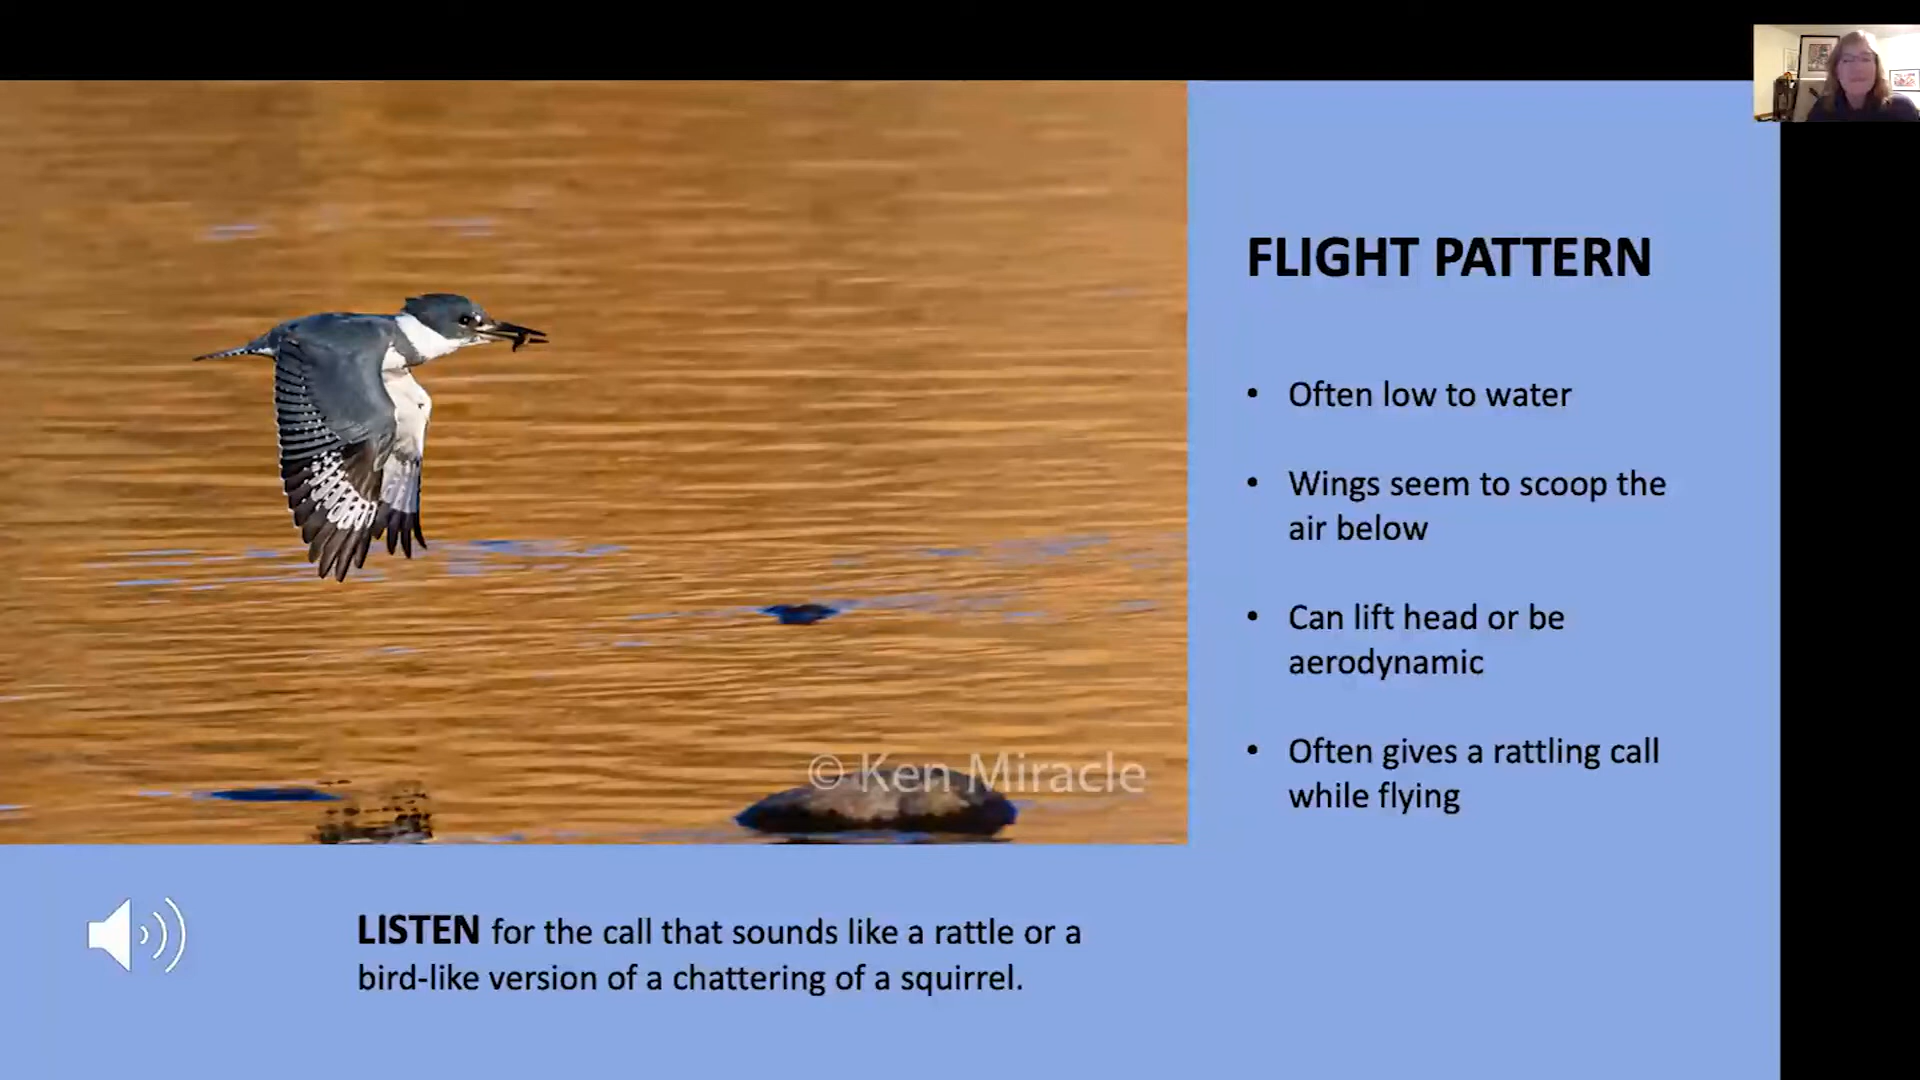 FLIGHT PATTERN
• Often low to water
• Wings seem to scoop the
air below
• Can lift head or be
aerodynamic
• Often gives a rattling call
while flying
© Ken Miracle
LISTEN for the call that sounds like a rattle or a
bird-like version of a chattering of a squirrel.